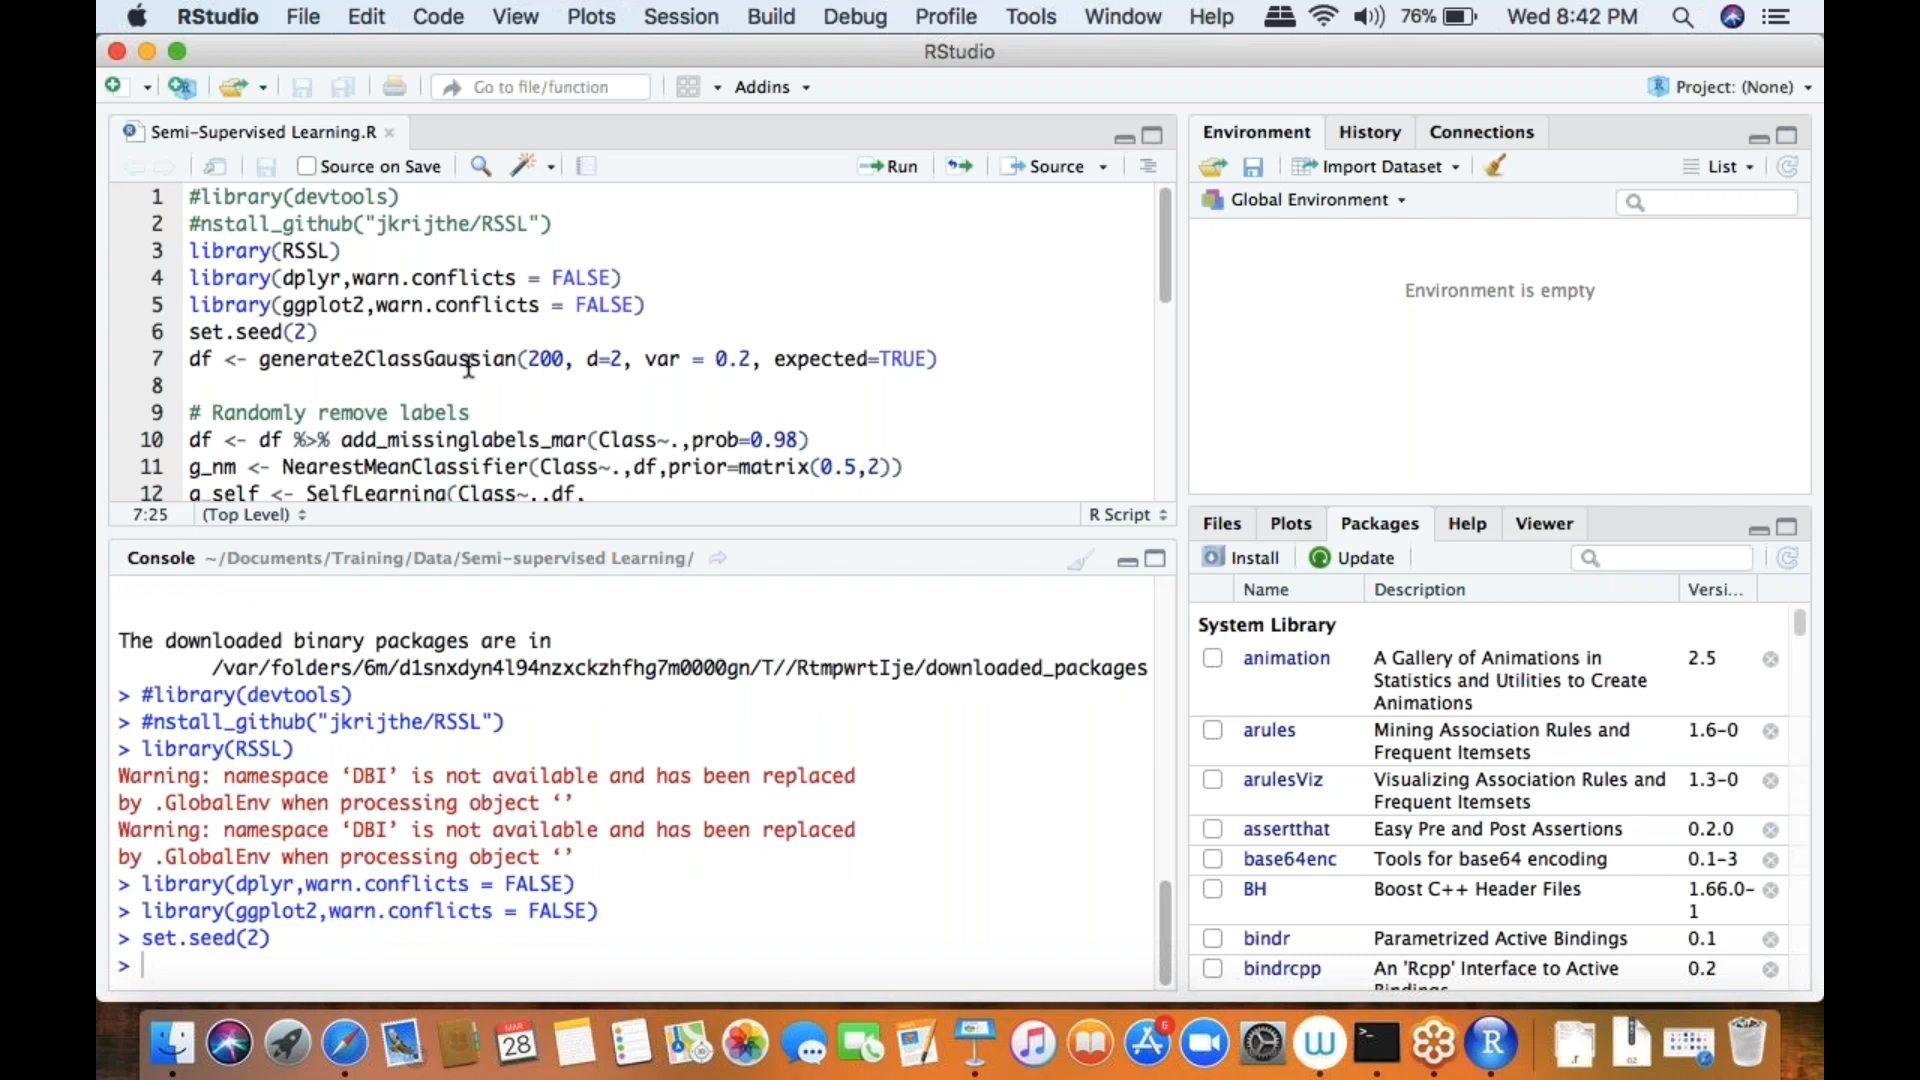 RStudio File Edit Code View Plots Session Build Debug Profile Tools Window Help 76% Wed 8:42 PM
RStudio
Go to file/function Addins Project: (None)
Semi-Supervised Learning.R
Source on Save Run Source
1 #library(devtools)
2 #nstall_github("jkrijthe/RSSL")
3 library(RSSL)
4 library(dplyr,warn.conflicts = FALSE)
5 library(ggplot2,warn.conflicts = FALSE)
6 set.seed(2)
7 df <- generate2ClassGaussian(200, d=2, var = 0.2, expected=TRUE)
8
9 # Randomly remove labels
10 df <- df %>% add_missinglabels_mar(Class~.,prob=0.98)
11 g_nm <- NearestMeanClassifier(Class~.,df,prior=matrix(0.5,2))
12 g_self <- SelfLearning(Class~.,df,
7:25 (Top Level) R Script
Console ~/Documents/Training/Data/Semi-supervised Learning/
The downloaded binary packages are in
/var/folders/6m/d1snxdyn4l94nzxckzhfhg7m0000gn/T//RtmpwrtIje/downloaded_packages
> #library(devtools)
> #nstall_github("jkrijthe/RSSL")
> library(RSSL)
Warning: namespace ‘DBI’ is not available and has been replaced
by .GlobalEnv when processing object ‘’
Warning: namespace ‘DBI’ is not available and has been replaced
by .GlobalEnv when processing object ‘’
> library(dplyr,warn.conflicts = FALSE)
> library(ggplot2,warn.conflicts = FALSE)
> set.seed(2)
>
Environment History Connections
Import Dataset List
Global Environment
Environment is empty
Files Plots Packages Help Viewer
Install Update
Name Description Versi...
System Library
animation A Gallery of Animations in 2.5
Statistics and Utilities to Create
Animations
arules Mining Association Rules and 1.6-0
Frequent Itemsets
arulesViz Visualizing Association Rules and 1.3-0
Frequent Itemsets
assertthat Easy Pre and Post Assertions 0.2.0
base64enc Tools for base64 encoding 0.1-3
BH Boost C++ Header Files 1.66.0-
1
bindr Parametrized Active Bindings 0.1
bindrcpp An 'Rcpp' Interface to Active 0.2
Bindings
MAR
28
6